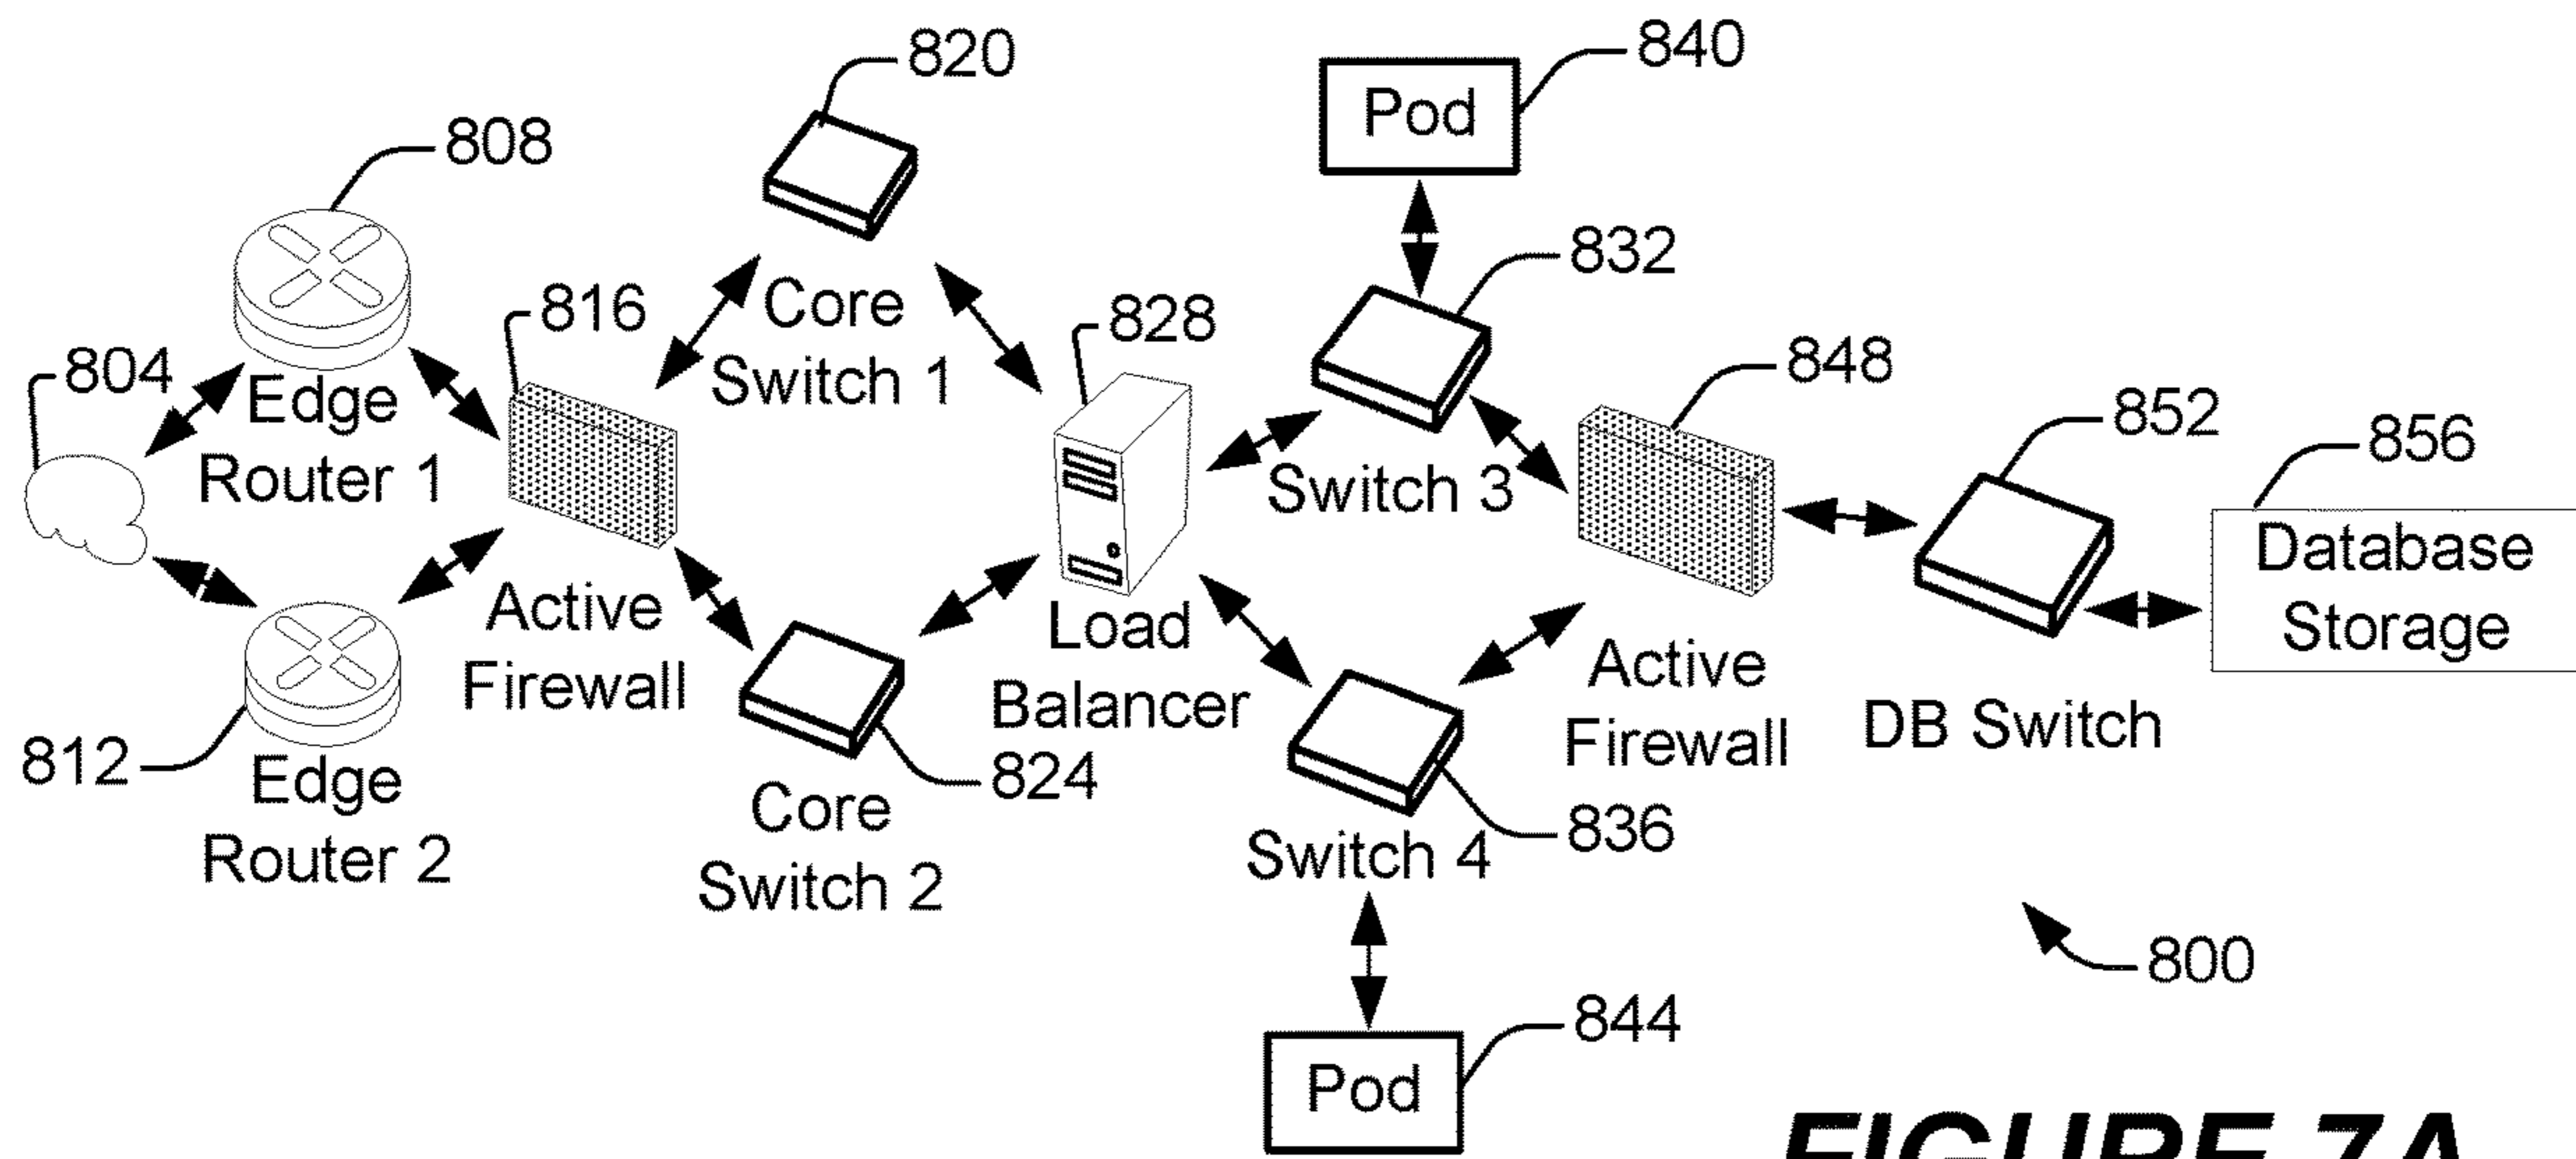 820
840
Pod
808
832
816
Core
Switch 1
828
848
804
Edge
Router 1
852
856
Switch 3
Database
Storage
Active
Firewall
Load
Balancer
Active
Firewall
DB Switch
812
Edge
Router 2
824
Core
Switch 2
836
Switch 4
800
844
Pod
FIGURE 7A